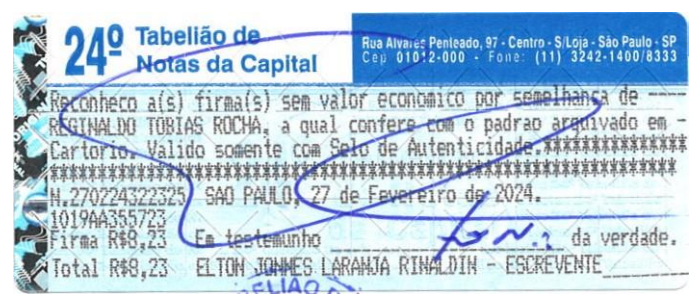 24º Tabelião de
Notas da Capital
Rua Alvares Penteado, 97 - Centro - S/Loja - São Paulo - SP
Cep 01012-000 - Fone: (11) 3242-1400/8333
Reconheco a(s) firma(s) sem valor economico por semelhança de ----
REGINALDO TOBIAS ROCHA, a qual confere com o padrao arquivado em -
Cartorio. Valido somente com Selo de Autenticidade.***************
******************************************************************
N.270224322325 SAO PAULO, 27 de Fevereiro de 2024.
1019AA355723
Firma R$8,23 Em testemunho ____________________ da verdade.
Total R$8,23 ELTON JONNES LARANJA RINALDIN - ESCREVENTE_______